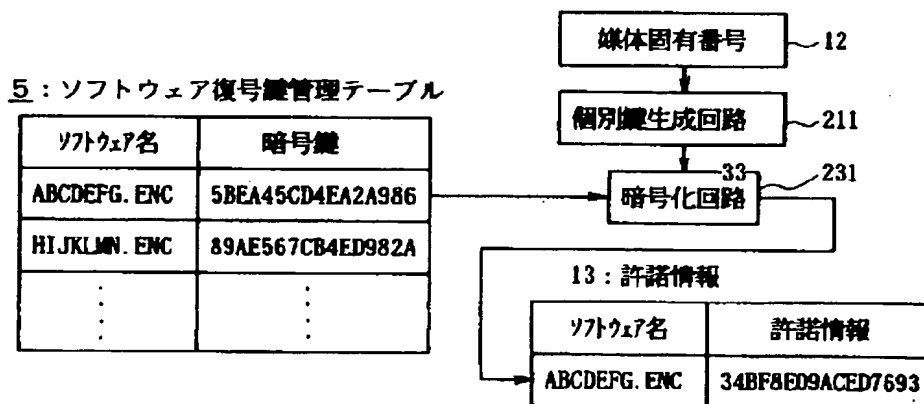 媒体固有番号 12
5：ソフトウェア復号鍵管理テーブル
個別鍵生成回路 211
ソフトウェア名 暗号鍵
33 231
ABCDEFG. ENC 5BEA45CD4EA2A986 暗号化回路
HIJKLMN. ENC 89AE567CB4ED982A
13：許諾情報
ソフトウェア名 許諾情報
ABCDEFG. ENC 34BF8ED9ACED7693